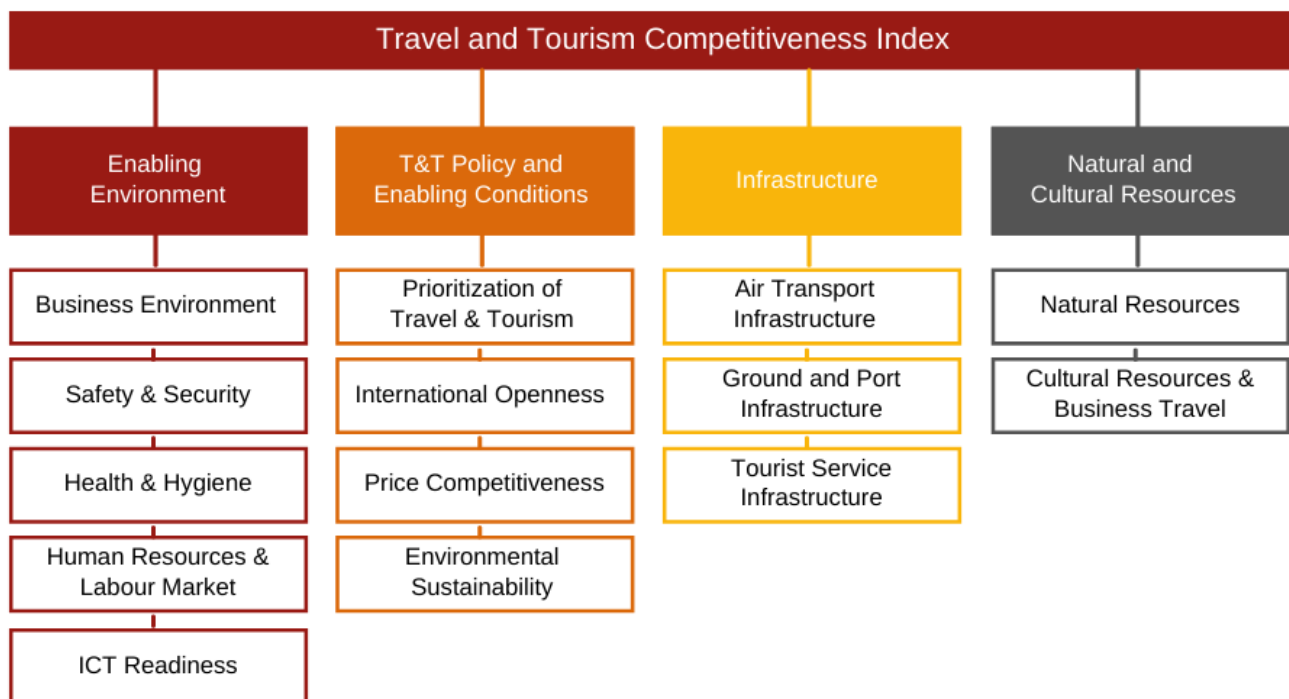 Travel and Tourism Competitiveness Index
Enabling
Environment
Business Environment
Safety & Security
Health & Hygiene
Human Resources &
Labour Market
ICT Readiness
T&T Policy and
Enabling Conditions
Prioritization of
Travel & Tourism
International Openness
Price Competitiveness
Environmental
Sustainability
Infrastructure
Air Transport
Infrastructure
Ground and Port
Infrastructure
Tourist Service
Infrastructure
Natural and
Cultural Resources
Natural Resources
Cultural Resources &
Business Travel